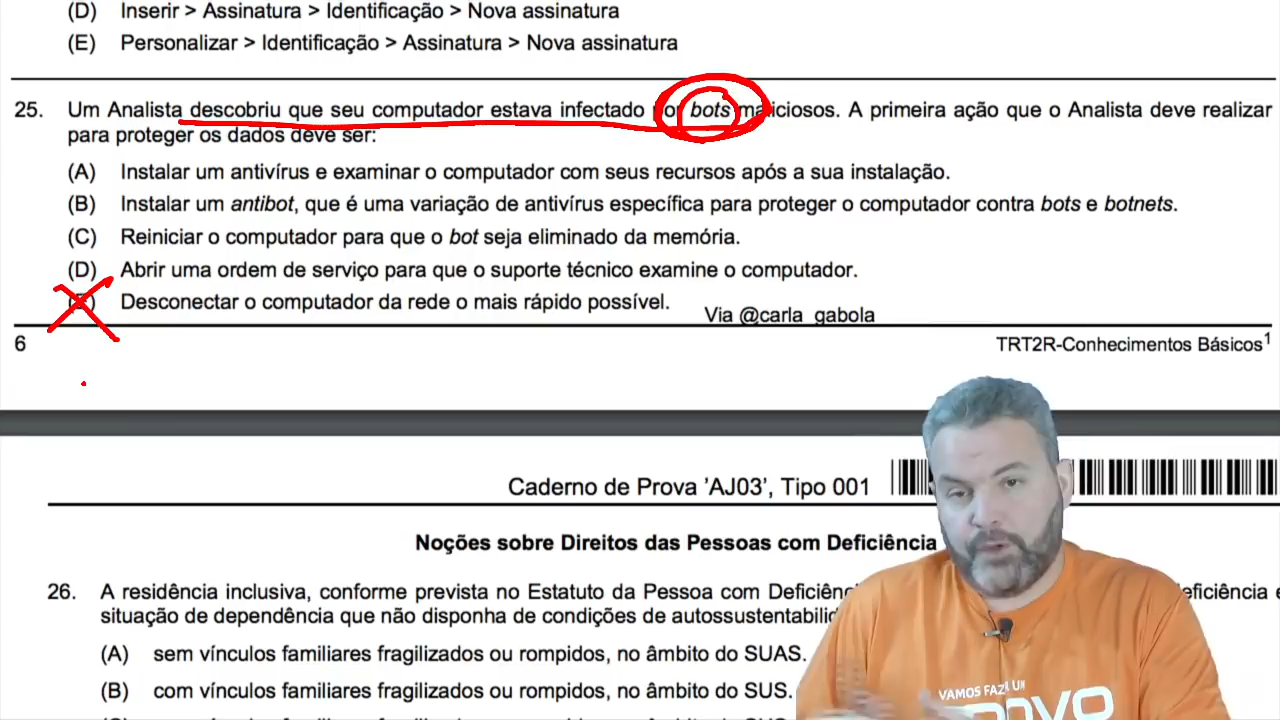 (D) Inserir > Assinatura > Identificação > Nova assinatura
(E) Personalizar > Identificação > Assinatura > Nova assinatura
25. Um Analista descobriu que seu computador estava infectado por bots maliciosos. A primeira ação que o Analista deve realizar
para proteger os dados deve ser:
(A) Instalar um antivírus e examinar o computador com seus recursos após a sua instalação.
(B) Instalar um antibot, que é uma variação de antivírus específica para proteger o computador contra bots e botnets.
(C) Reiniciar o computador para que o bot seja eliminado da memória.
(D) Abrir uma ordem de serviço para que o suporte técnico examine o computador.
(E) Desconectar o computador da rede o mais rápido possível.
Via @carla_gabola
6 TRT2R-Conhecimentos Básicos1
Caderno de Prova ’AJ03’, Tipo 001
Noções sobre Direitos das Pessoas com Deficiência
26. A residência inclusiva, conforme prevista no Estatuto da Pessoa com
situação de dependência que não disponha de condições de
(A) sem vínculos familiares fragilizados ou rompidos, no âmbito do SUAS.
(B) com vínculos familiares fragilizados ou rompidos, no âmbito do SUS.
VAMOS FAZER UM